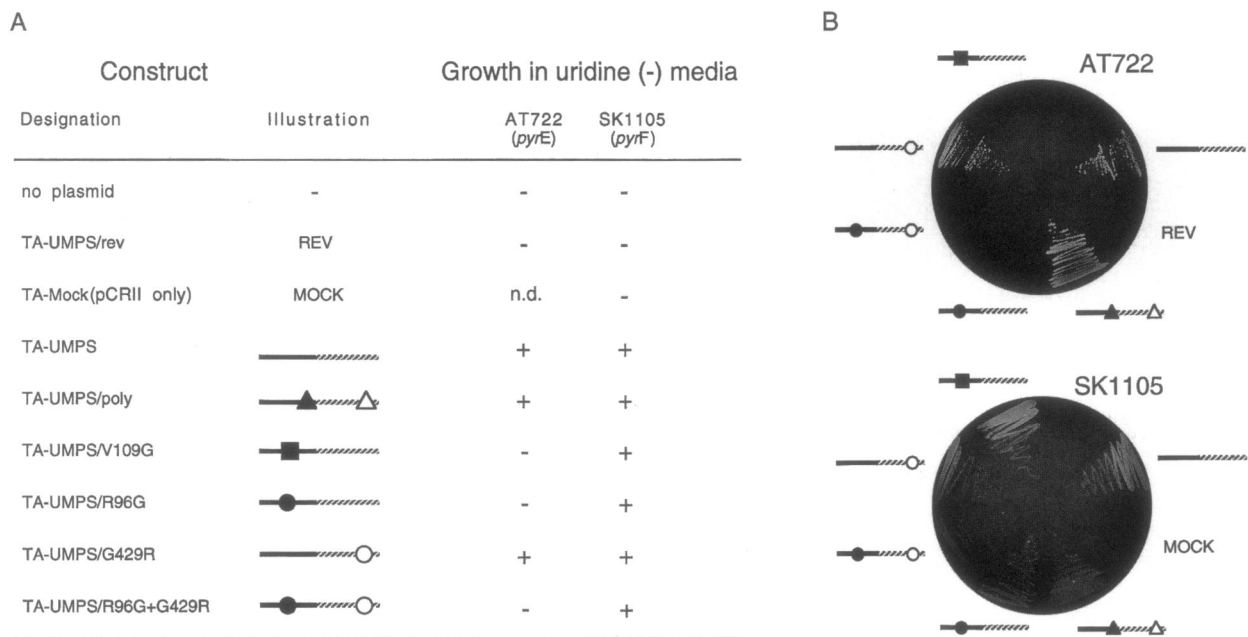 A
Construct Growth in uridine (-) media
Designation Illustration AT722 SK1105
(pyrE) (pyrF)
no plasmid - - -
TA-UMPS/rev REV - -
TA-Mock(pCRII only) MOCK n.d. -
TA-UMPS + +
TA-UMPS/poly + +
TA-UMPS/V109G - +
TA-UMPS/R96G - +
TA-UMPS/G429R + +
TA-UMPS/R96G+G429R - +
B
AT722
REV
SK1105
MOCK